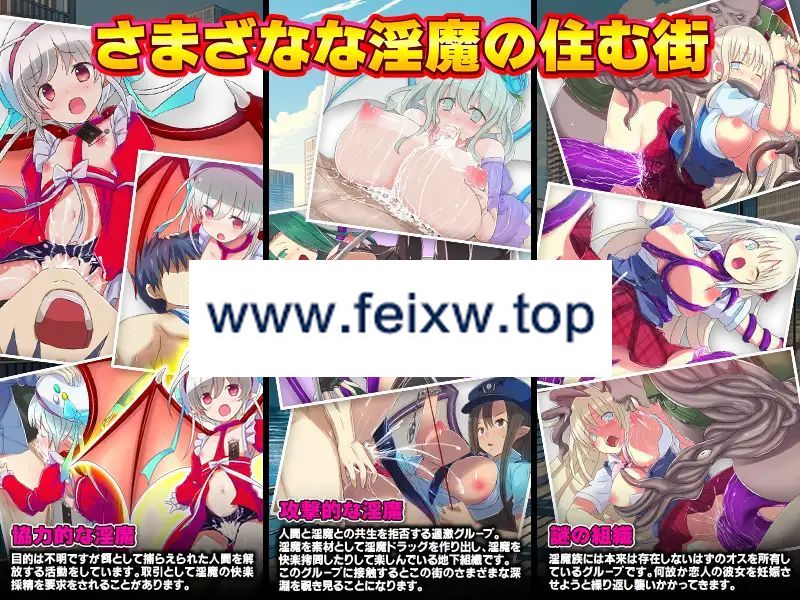 さまざなな淫魔の住む街
www.feixw.top
協力的な淫魔
目的は不明ですが餌として捕らえられた人間を解
放する活動をしています。取引として淫魔の快楽
採精を要求をされることがあります。
攻撃的な淫魔
人間と淫魔との共生を拒否する過激グループ。
淫魔を素材として淫魔ドラッグを作り出し、淫魔を
快楽拷問したりして楽しんでいる地下組織です。
このグループに接触するとこの街のさまざまな深
淵を覗き見ることになります。
謎の組織
淫魔族には本来は存在しないはずのオスを所有し
ているグループです。何故か恋人の彼女を妊娠さ
せようと繰り返し襲いかかってきます。